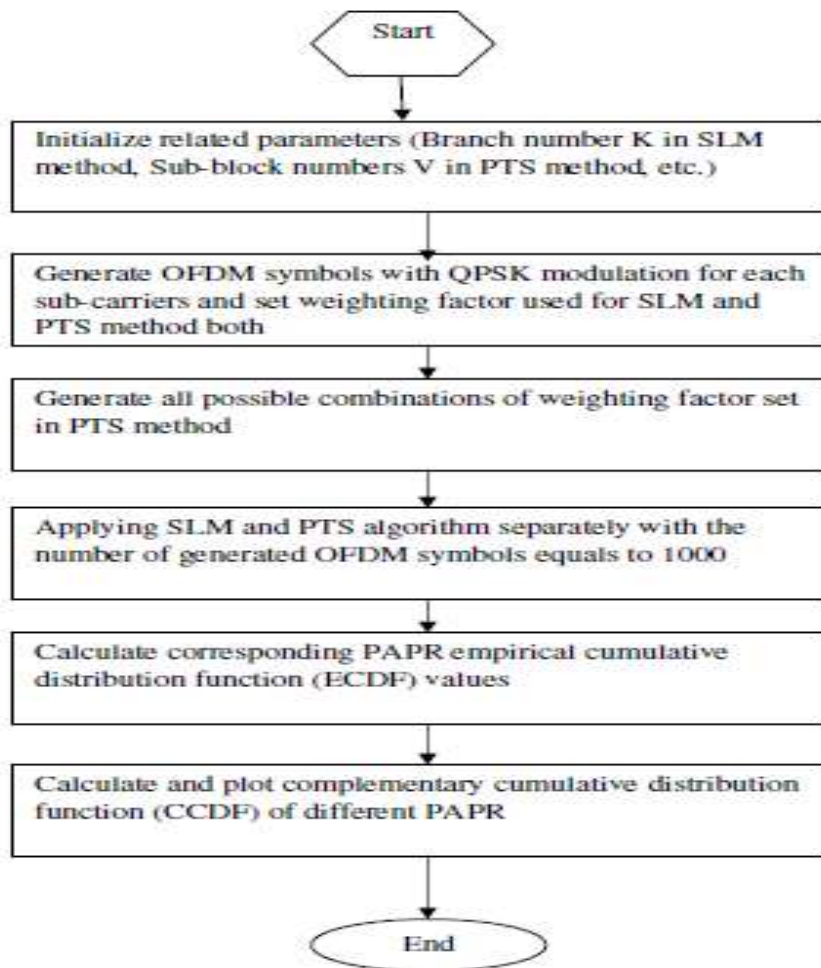 Start
Initialize related parameters (Branch number K in SLM
method, Sub-block numbers V in PTS method, etc.)
Generate OFDM symbols with QPSK modulation for each
sub-carriers and set weighting factor used for SLM and
PTS method both
Generate all possible combinations of weighting factor set
in PTS method
Applying SLM and PTS algorithm separately with the
number of generated OFDM symbols equals to 1000
Calculate corresponding PAPR empirical cumulative
distribution function (ECDF) values
Calculate and plot complementary cumulative distribution
function (CCDF) of different PAPR
End